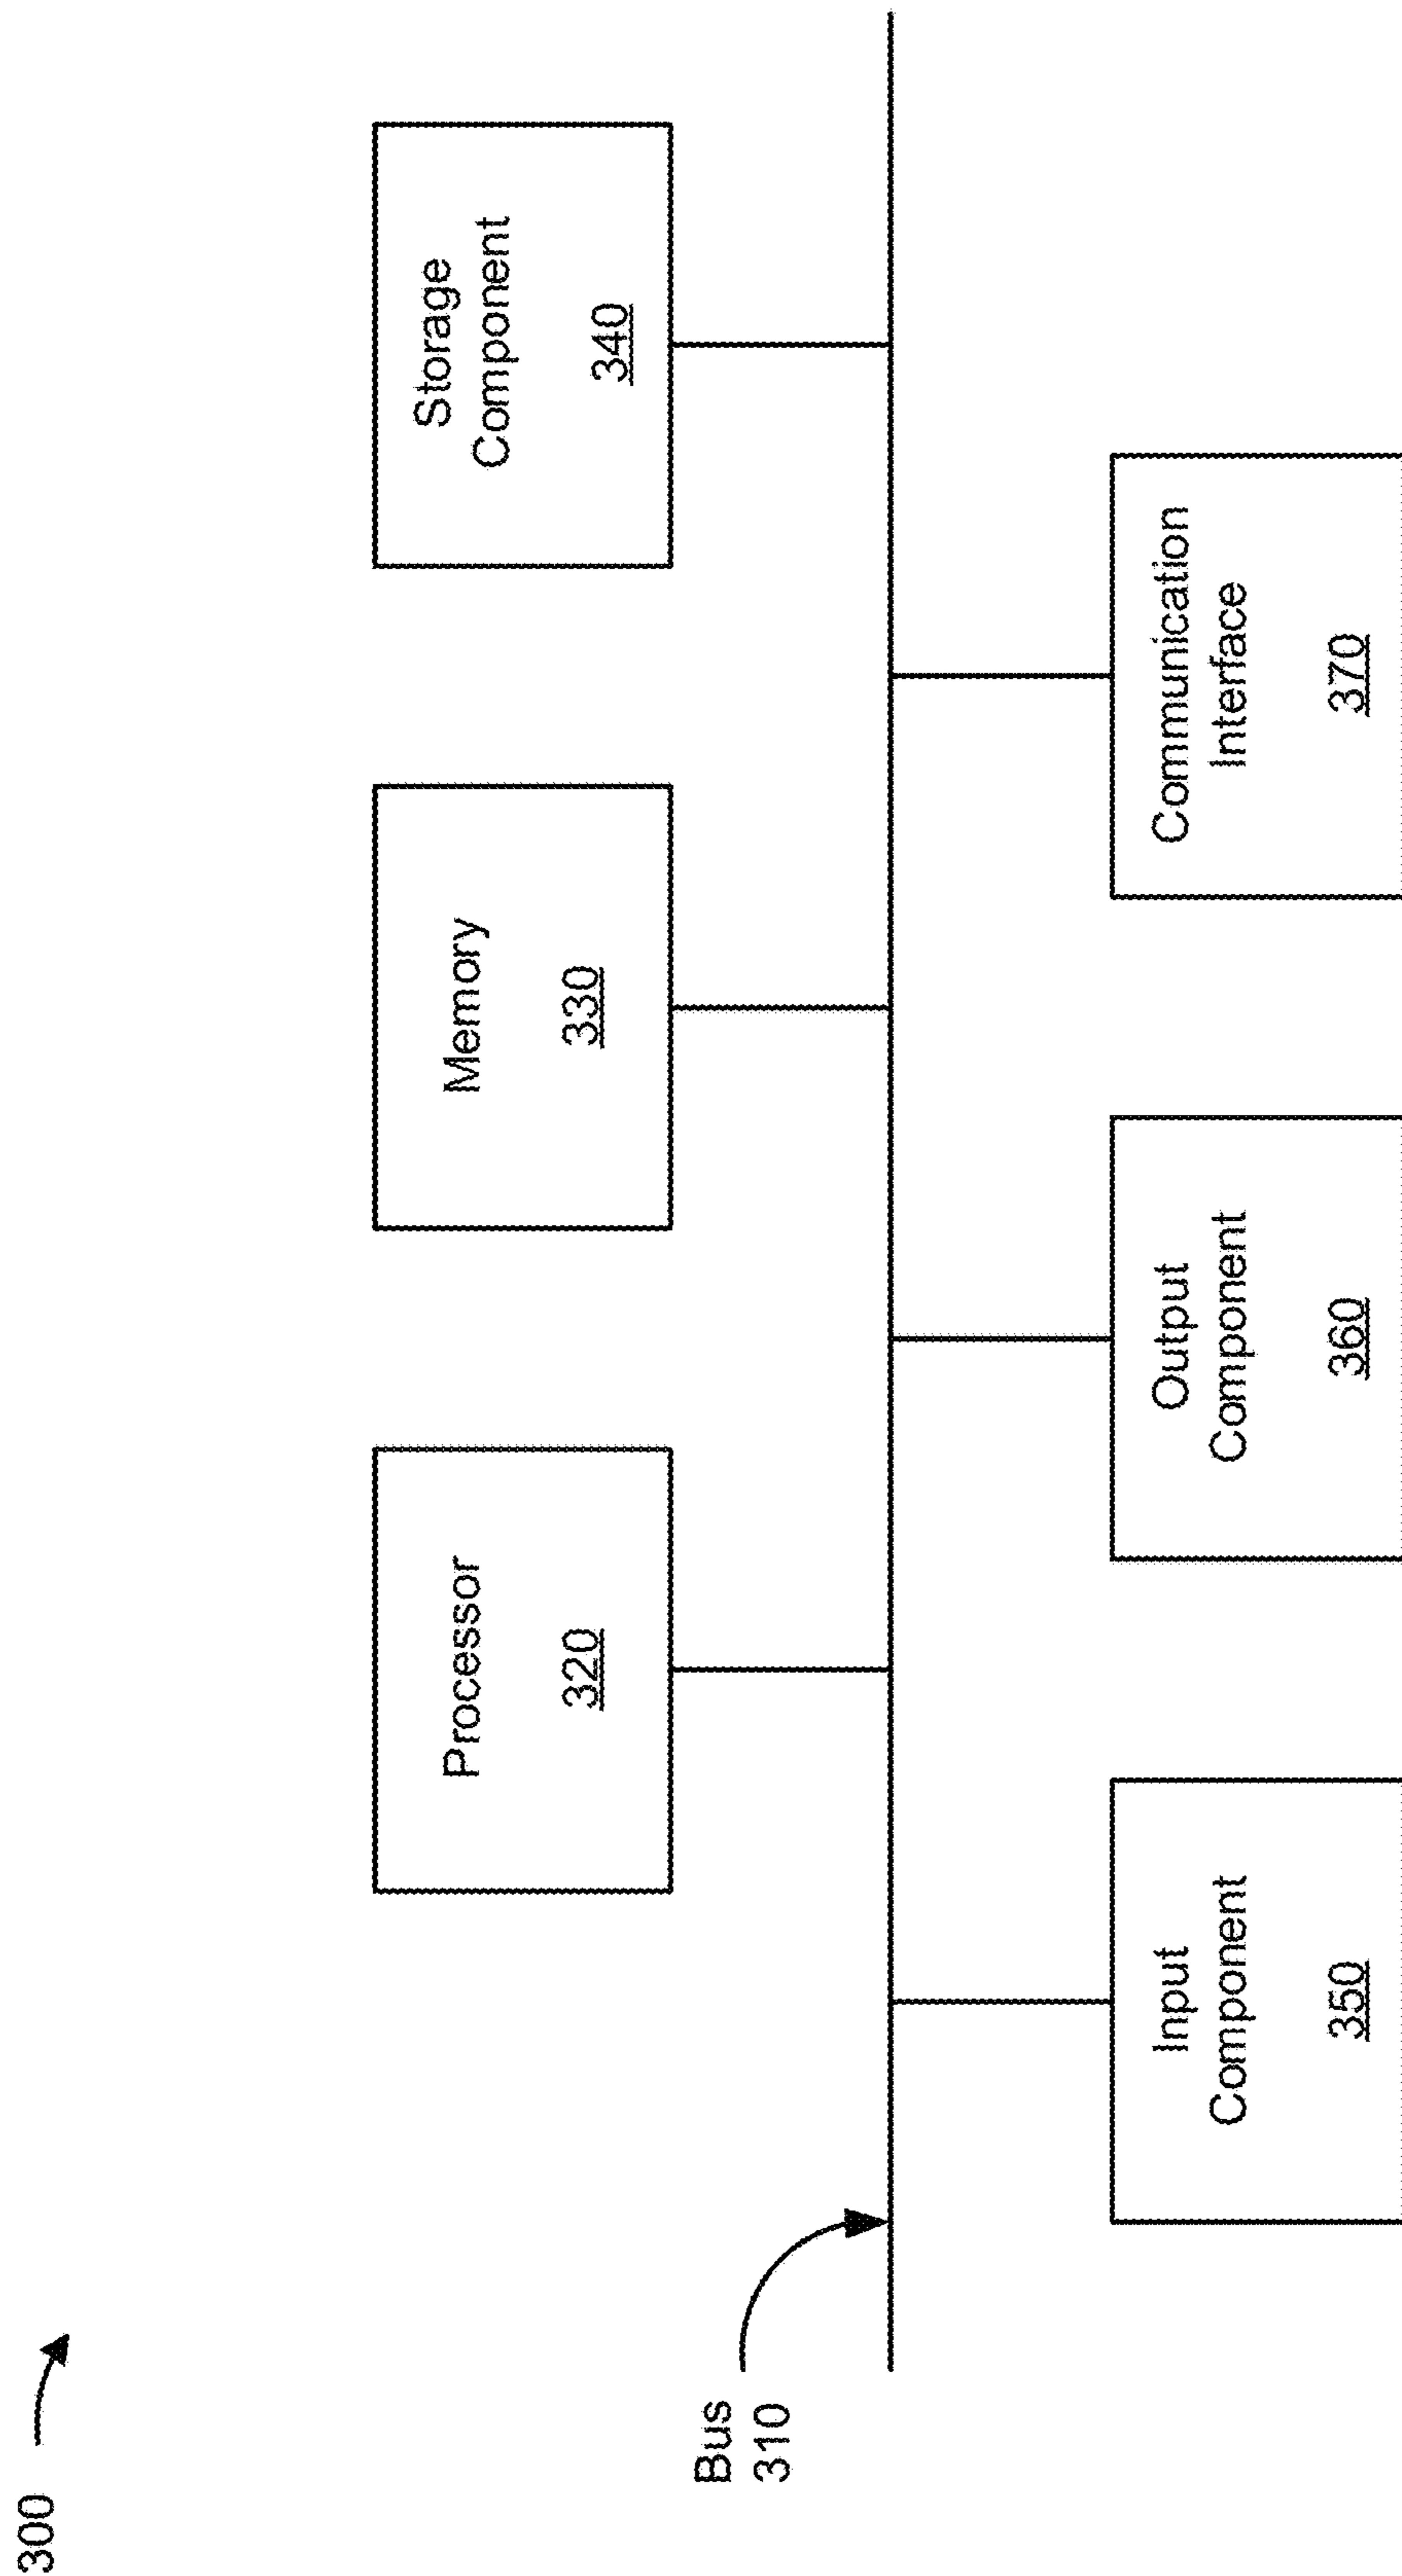 300
Bus
310
Processor
320
Memory
330
Storage
Component
340
Input
Component
350
Output
Component
360
Communication
Interface
370